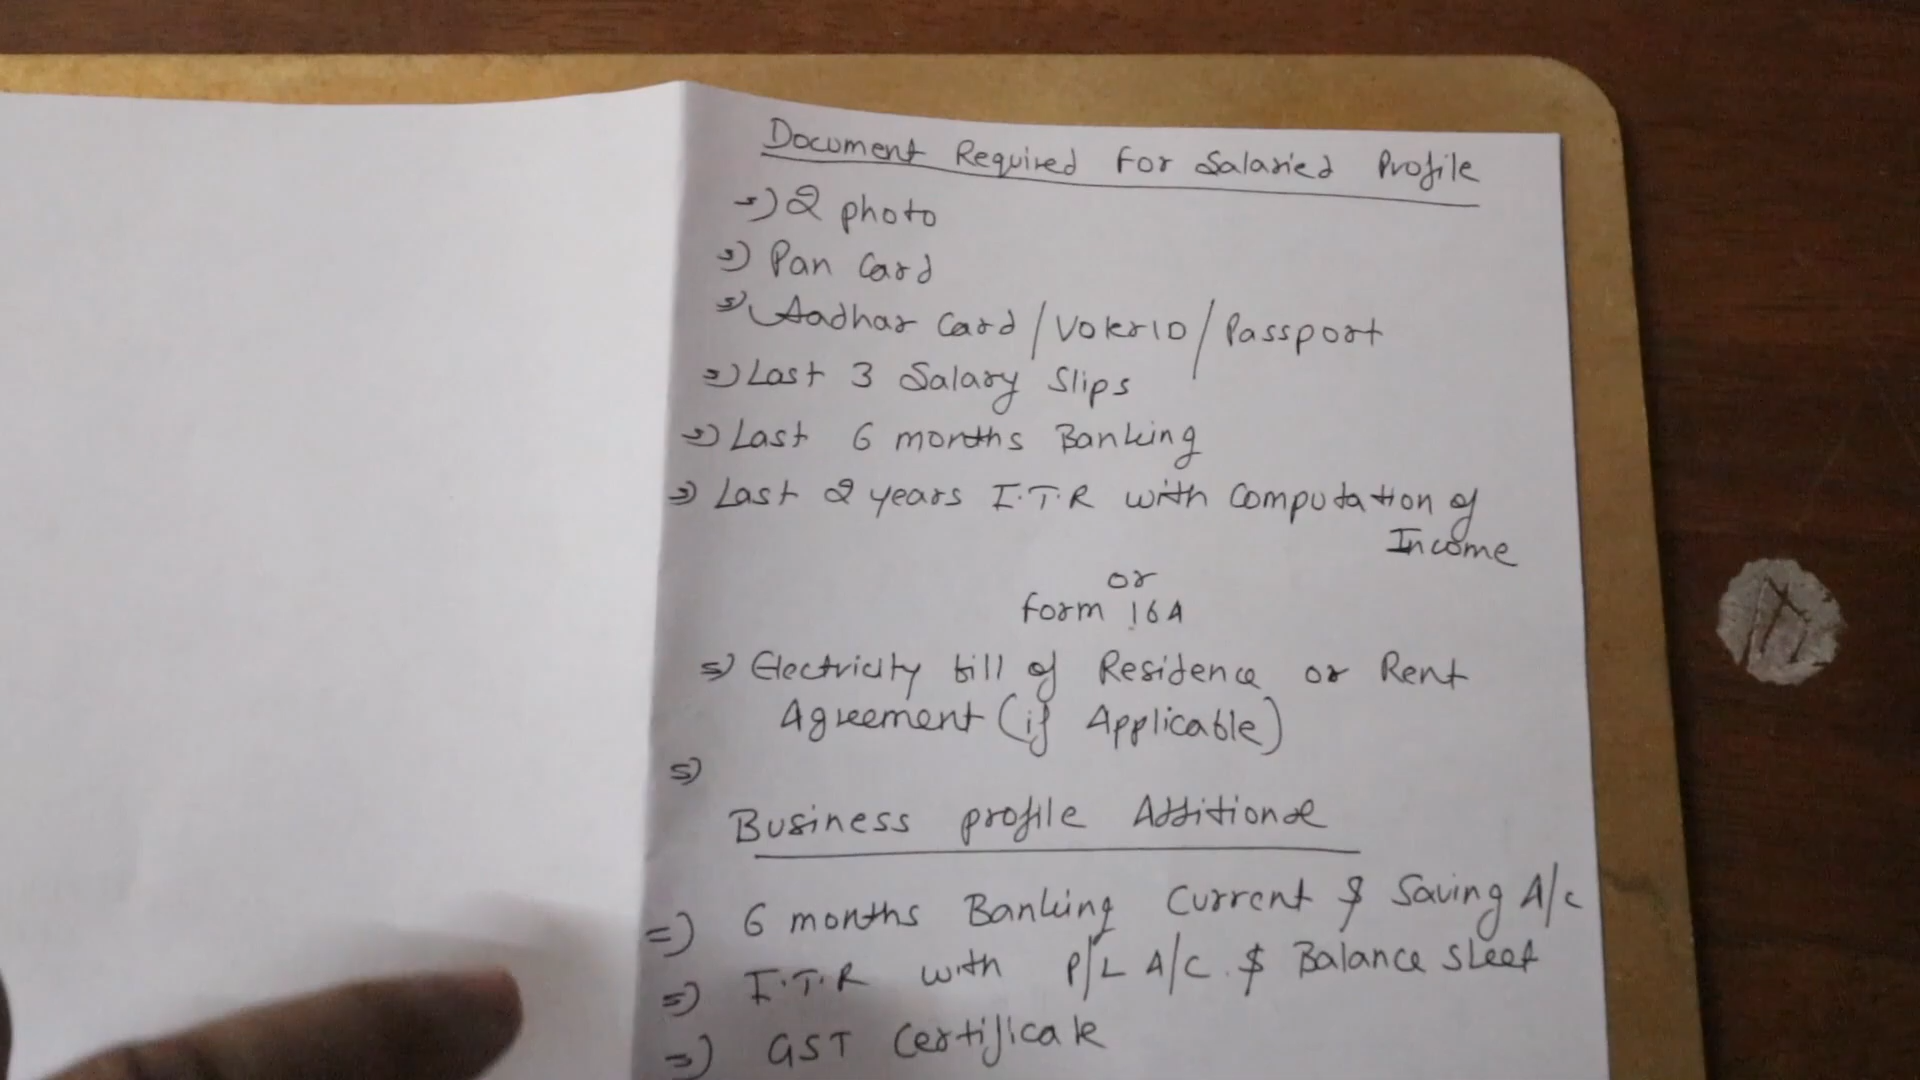 Document Required For Salaried Profile
=) 2 photo
=) Pan Card
=) Aadhar Card / Voter ID / Passport
=) Last 3 Salary Slips
=) Last 6 months Banking
=) Last 2 years I.T.R with Computation of
Income
or
form 16A
=) Electricity bill of Residence or Rent
Agreement (if Applicable)
=)
Business profile Additional
=) 6 months Banking Current & Saving A/c
=) I.T.R with P/L A/C & Balance sheet
=) GST Certificate